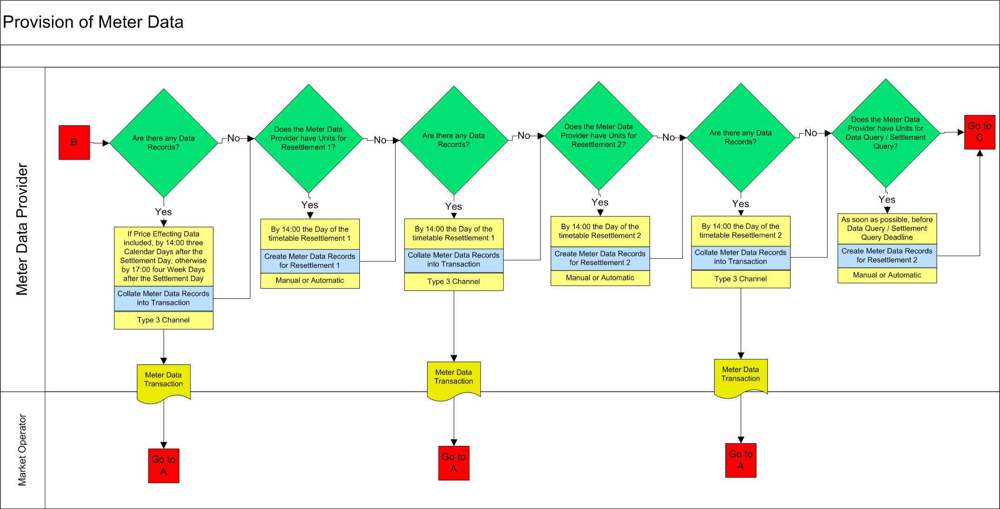 Provision of Meter Data
Meter Data Provider
B
Are there any Data
Records?
No
Yes
If Price Effecting Data
included, by 14:00 three
Calendar Days after the
Settlement Day, otherwise
by 17:00 four Week Days
after the Settlement Day
Collate Meter Data Records
into Transaction
Type 3 Channel
Meter Data
Transaction
Does the Meter Data
Provider have Units for
Resettlement 1?
No
Yes
By 14:00 the Day of the
timetable Resettlement 1
Create Meter Data Records
for Resettlement 1
Manual or Automatic
Are there any Data
Records?
No
Yes
By 14:00 the Day of the
timetable Resettlement 1
Collate Meter Data Records
into Transaction
Type 3 Channel
Meter Data
Transaction
Does the Meter Data
Provider have Units for
Resettlement 2?
No
Yes
By 14:00 the Day of the
timetable Resettlement 2
Create Meter Data Records
for Resettlement 2
Manual or Automatic
Are there any Data
Records?
No
Yes
By 14:00 the Day of the
timetable Resettlement 2
Collate Meter Data Records
into Transaction
Type 3 Channel
Meter Data
Transaction
Does the Meter Data
Provider have Units for
Data Query / Settlement
Query?
Yes
As soon as possible, before
Data Query / Settlement
Query Deadline
Create Meter Data Records
for Resettlement 2
Manual or Automatic
Go to
C
Market Operator
Go to
A
Go to
A
Go to
A